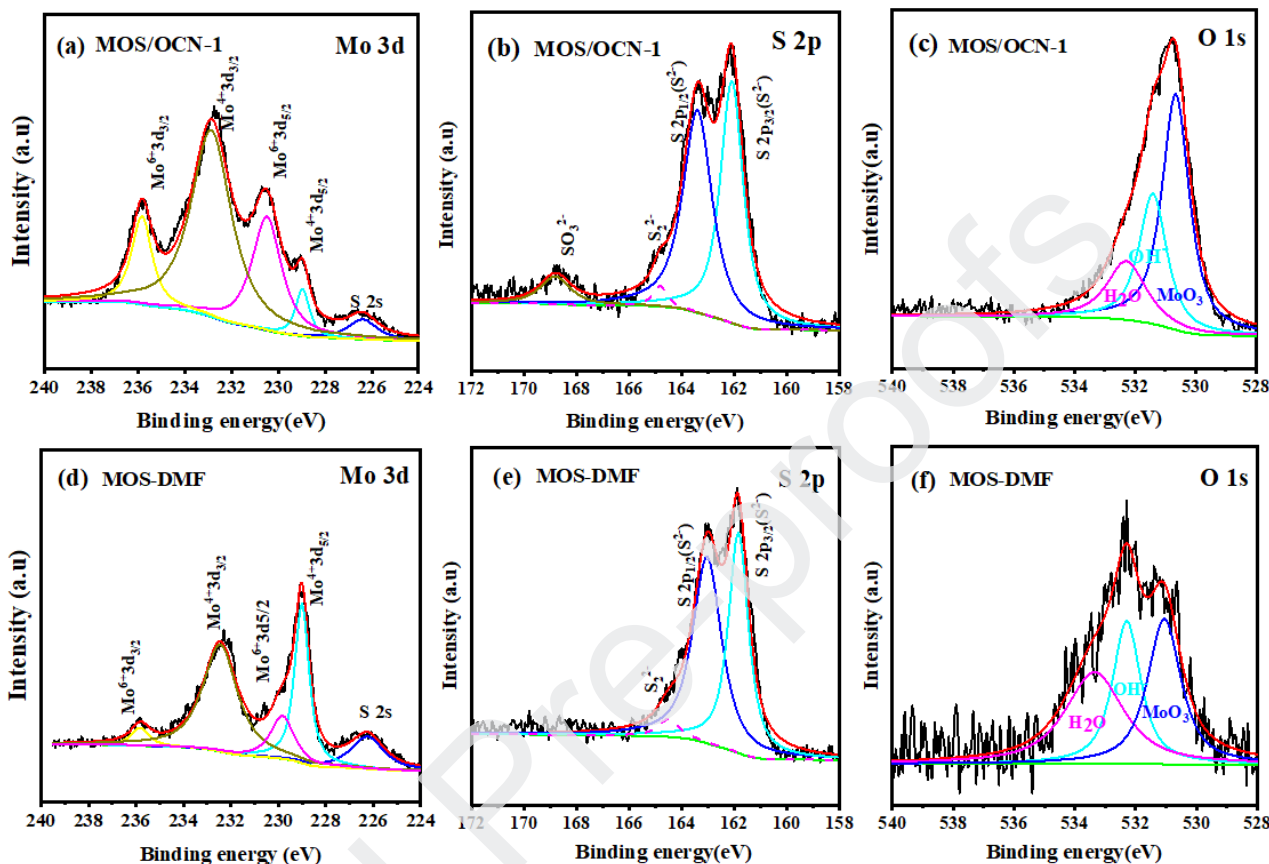 (a) MOS/OCN-1 Mo 3d
Mo⁶⁺3d₃/₂
Mo⁴⁺3d₃/₂
Mo⁶⁺3d₅/₂
Mo⁴⁺3d₅/₂
S 2s
Intensity (a.u)
240 238 236 234 232 230 228 226 224
Binding energy(eV)
(b) MOS/OCN-1 S 2p
SO₃²⁻
S₂²⁻
S 2p₁/₂(S²⁻)
S 2p₃/₂(S²⁻)
Intensity (a.u)
172 170 168 166 164 162 160 158
Binding energy(eV)
(c) MOS/OCN-1 O 1s
H₂O
OH⁻
MoO₃
Intensity (a.u)
540 538 536 534 532 530 528
Binding energy(eV)
(d) MOS-DMF Mo 3d
Mo⁶⁺3d₃/₂
Mo⁴⁺3d₃/₂
Mo⁶⁺3d5/2
Mo⁴⁺3d₅/₂
S 2s
Intensity (a.u)
240 238 236 234 232 230 228 226 224
Binding energy (eV)
(e) MOS-DMF S 2p
S₂²⁻
S 2p₁/₂(S²⁻)
S 2p₃/₂(S²⁻)
Intensity (a.u)
172 170 168 166 164 162 160 158
Binding energy (eV)
(f) MOS-DMF O 1s
H₂O
OH⁻
MoO₃
Intensity (a.u)
540 538 536 534 532 530 528
Binding energy (eV)
Pre-proofs